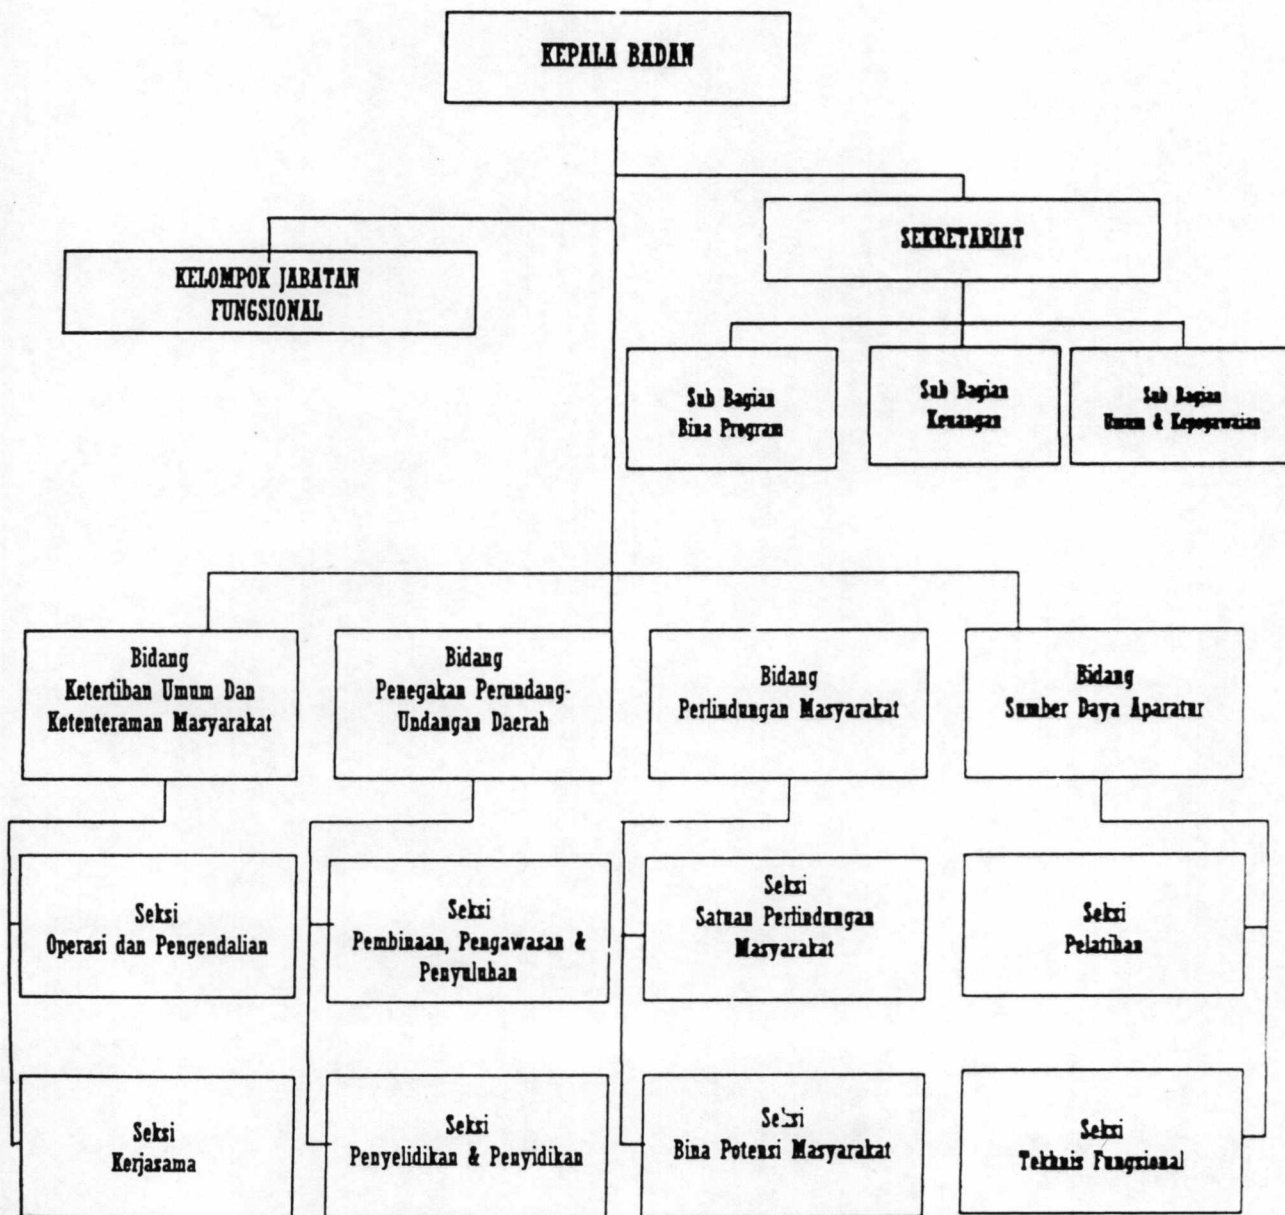 KEPALA BADAN
SEKRETARIAT
KELOMPOK JABATAN
FUNGSIONAL
Sub Bagian
Bina Program
Sub Bagian
Keuangan
Sub Bagian
Umum & Kepegawaian
Bidang
Ketertiban Umum Dan
Ketenteraman Masyarakat
Bidang
Penegakan Perundang-
Undangan Daerah
Bidang
Perlindungan Masyarakat
Bidang
Sumber Daya Aparatur
Seksi
Operasi dan Pengendalian
Seksi
Pembinaan, Pengawasan &
Penyuluhan
Seksi
Satuan Perlindungan
Masyarakat
Seksi
Pelatihan
Seksi
Kerjasama
Seksi
Penyelidikan & Penyidikan
Seksi
Bina Potensi Masyarakat
Seksi
Tekhnis Fungsional